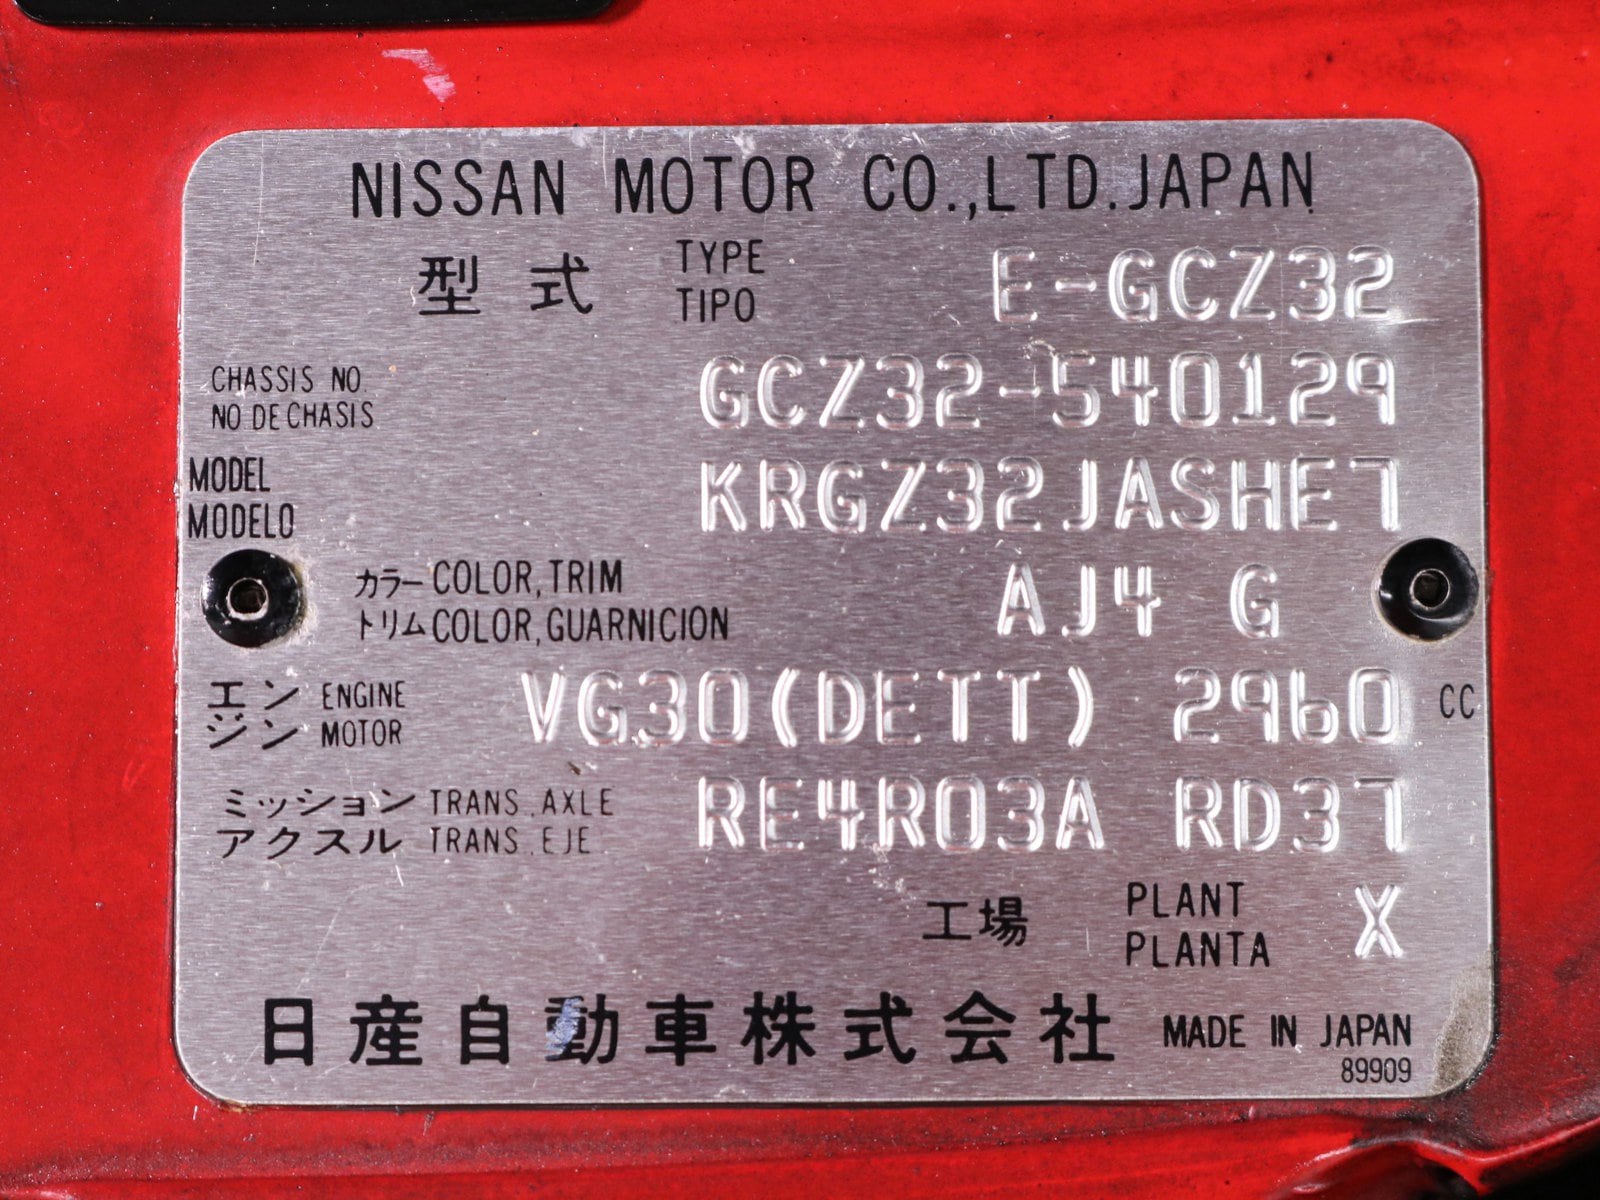 NISSAN MOTOR CO.,LTD.JAPAN
型式 TYPE E-GCZ32
TIPO
CHASSIS NO. GCZ32-540129
NO DE CHASIS
MODEL KRGZ32JASHE7
MODELO
カラー COLOR,TRIM AJ4 G
トリム COLOR,GUARNICION
エン ENGINE VG30(DETT) 2960 CC
ジン MOTOR
ミッション TRANS.AXLE RE4R03A RD37
アクスル TRANS.EJE
工場 PLANT X
PLANTA
日産自動車株式会社 MADE IN JAPAN
89909